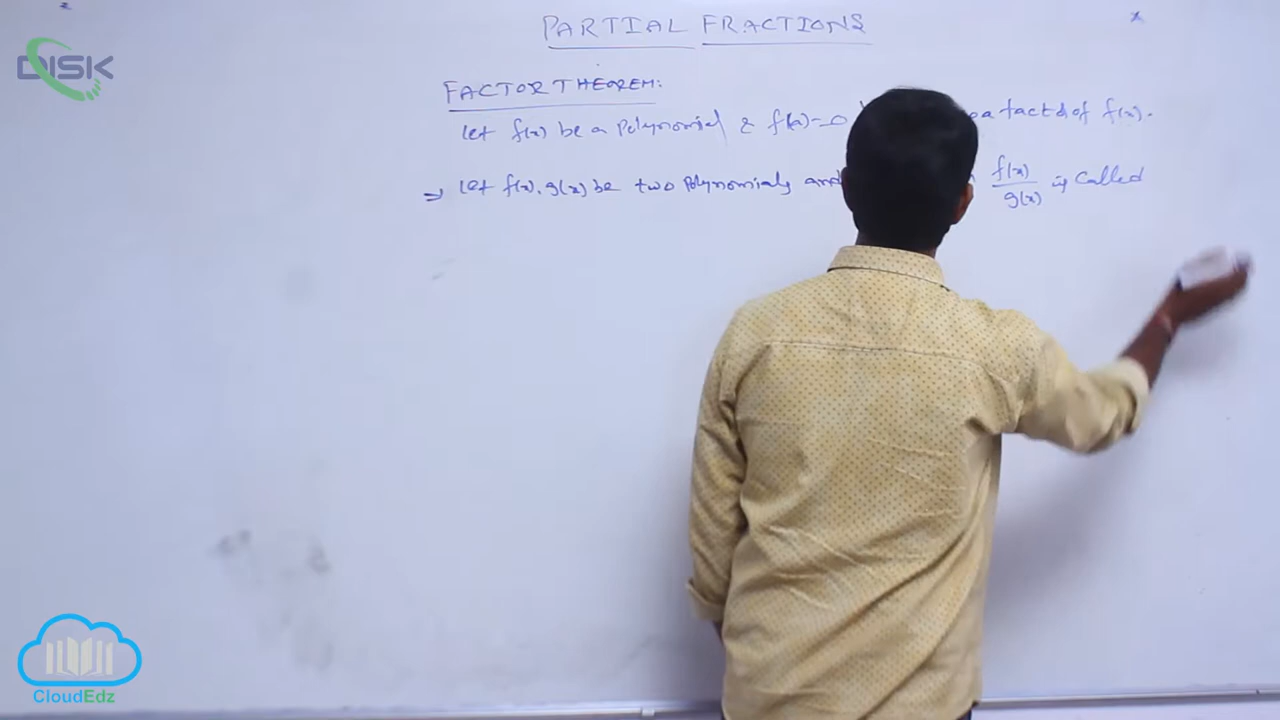 PARTIAL FRACTIONS
DISK
FACTOR THEOREM:
let f(x) be a Polynomial & f(a)=0 a factor of f(x).
⇒ let f(x), g(x) be two Polynomials and f(x)/g(x) is called
CloudEdz